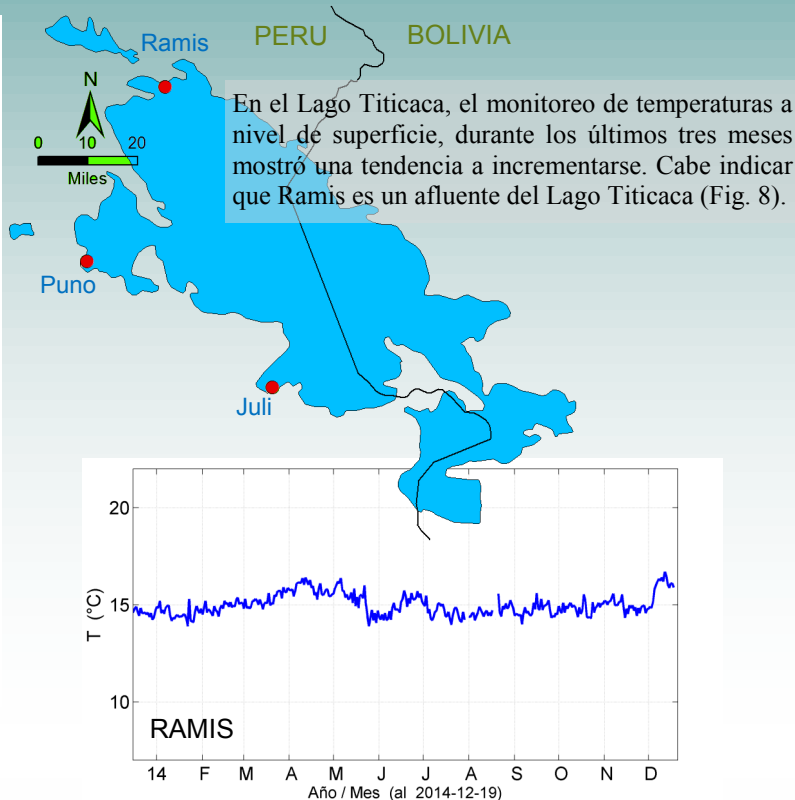 PERU BOLIVIA
Ramis
En el Lago Titicaca, el monitoreo de temperaturas a
nivel de superficie, durante los últimos tres meses
mostró una tendencia a incrementarse. Cabe indicar
que Ramis es un afluente del Lago Titicaca (Fig. 8).
N
0 10 20
Miles
Puno
Juli
20
15
10
T (°C)
RAMIS
14 F M A M J J A S O N D
Año / Mes (al 2014-12-19)